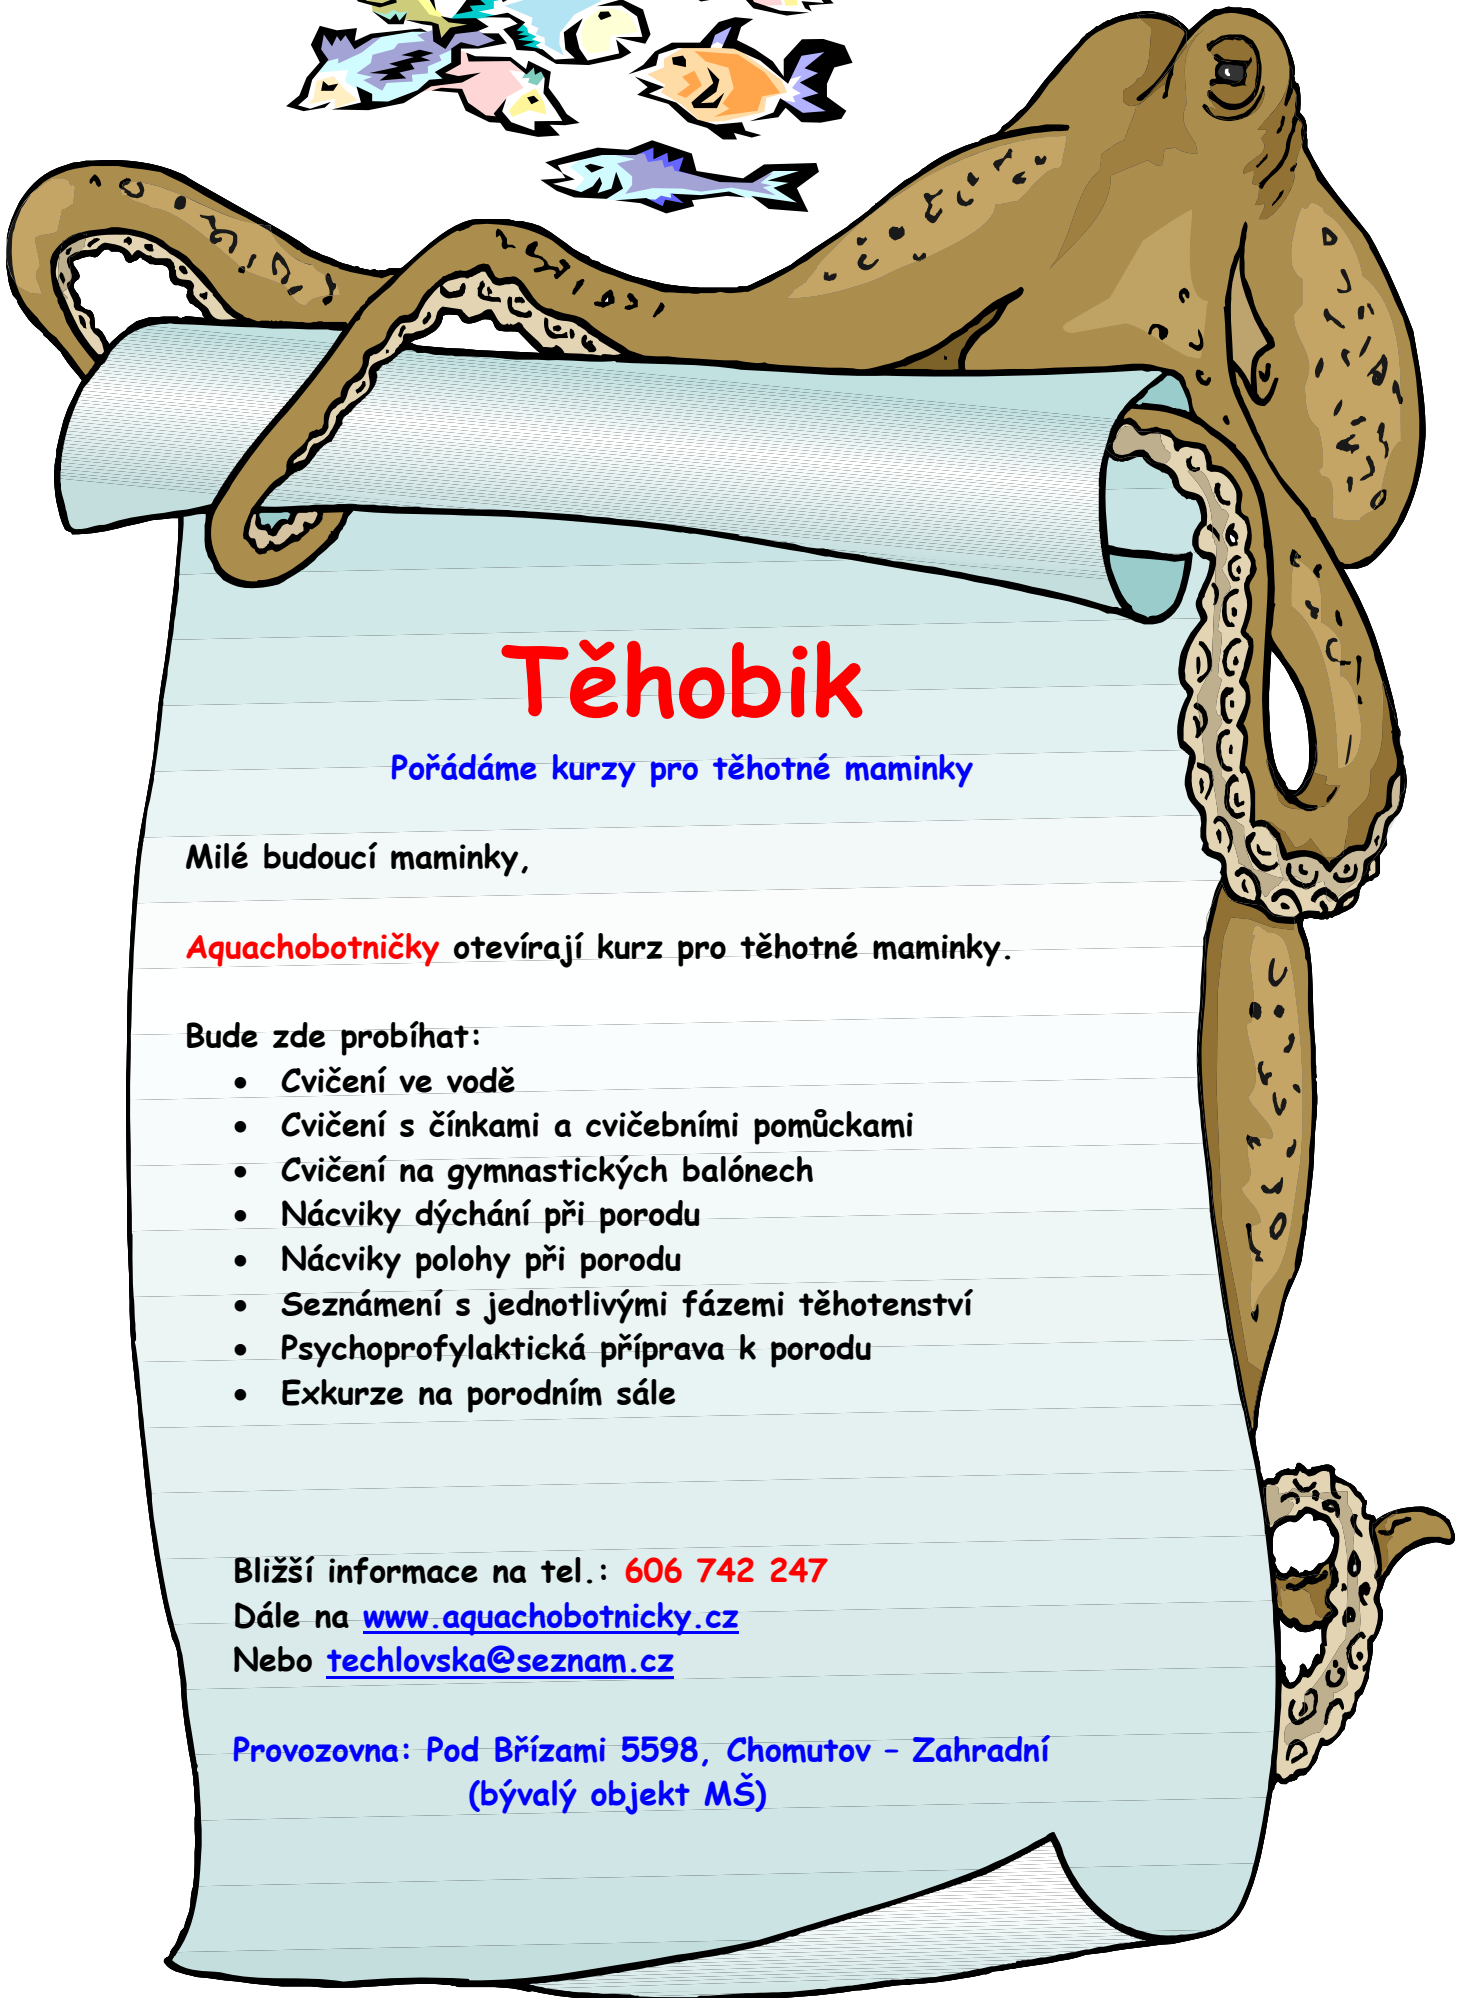 Těhobik
Pořádáme kurzy pro těhotné maminky
Milé budoucí maminky,
Aquachobotničky otevírají kurz pro těhotné maminky.
Bude zde probíhat:
• Cvičení ve vodě
• Cvičení s čínkami a cvičebními pomůckami
• Cvičení na gymnastických balónech
• Nácviky dýchání při porodu
• Nácviky polohy při porodu
• Seznámení s jednotlivými fázemi těhotenství
• Psychoprofylaktická příprava k porodu
• Exkurze na porodním sále
Bližší informace na tel.: 606 742 247
Dále na www.aquachobotnicky.cz
Nebo techlovska@seznam.cz
Provozovna: Pod Břízami 5598, Chomutov – Zahradní
(bývalý objekt MŠ)